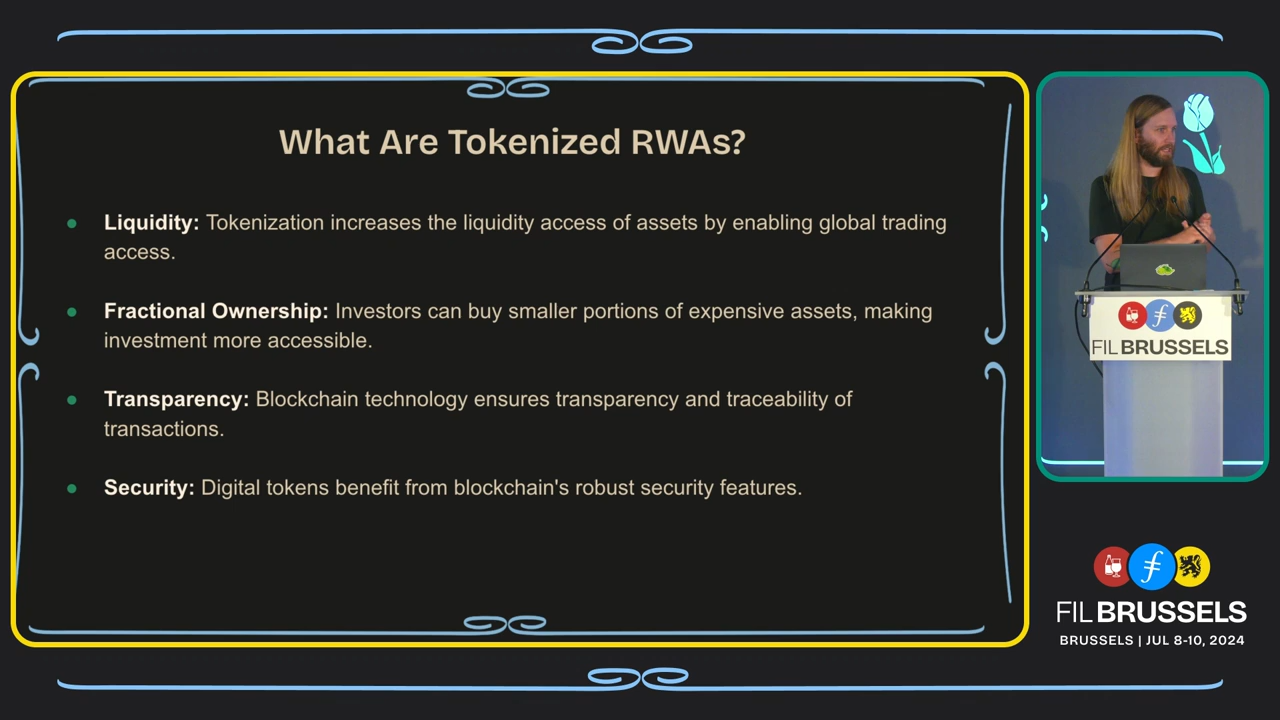 What Are Tokenized RWAs?
● Liquidity: Tokenization increases the liquidity access of assets by enabling global trading
access.
● Fractional Ownership: Investors can buy smaller portions of expensive assets, making
investment more accessible.
● Transparency: Blockchain technology ensures transparency and traceability of
transactions.
● Security: Digital tokens benefit from blockchain's robust security features.
FIL BRUSSELS
FIL BRUSSELS
BRUSSELS | JUL 8-10, 2024